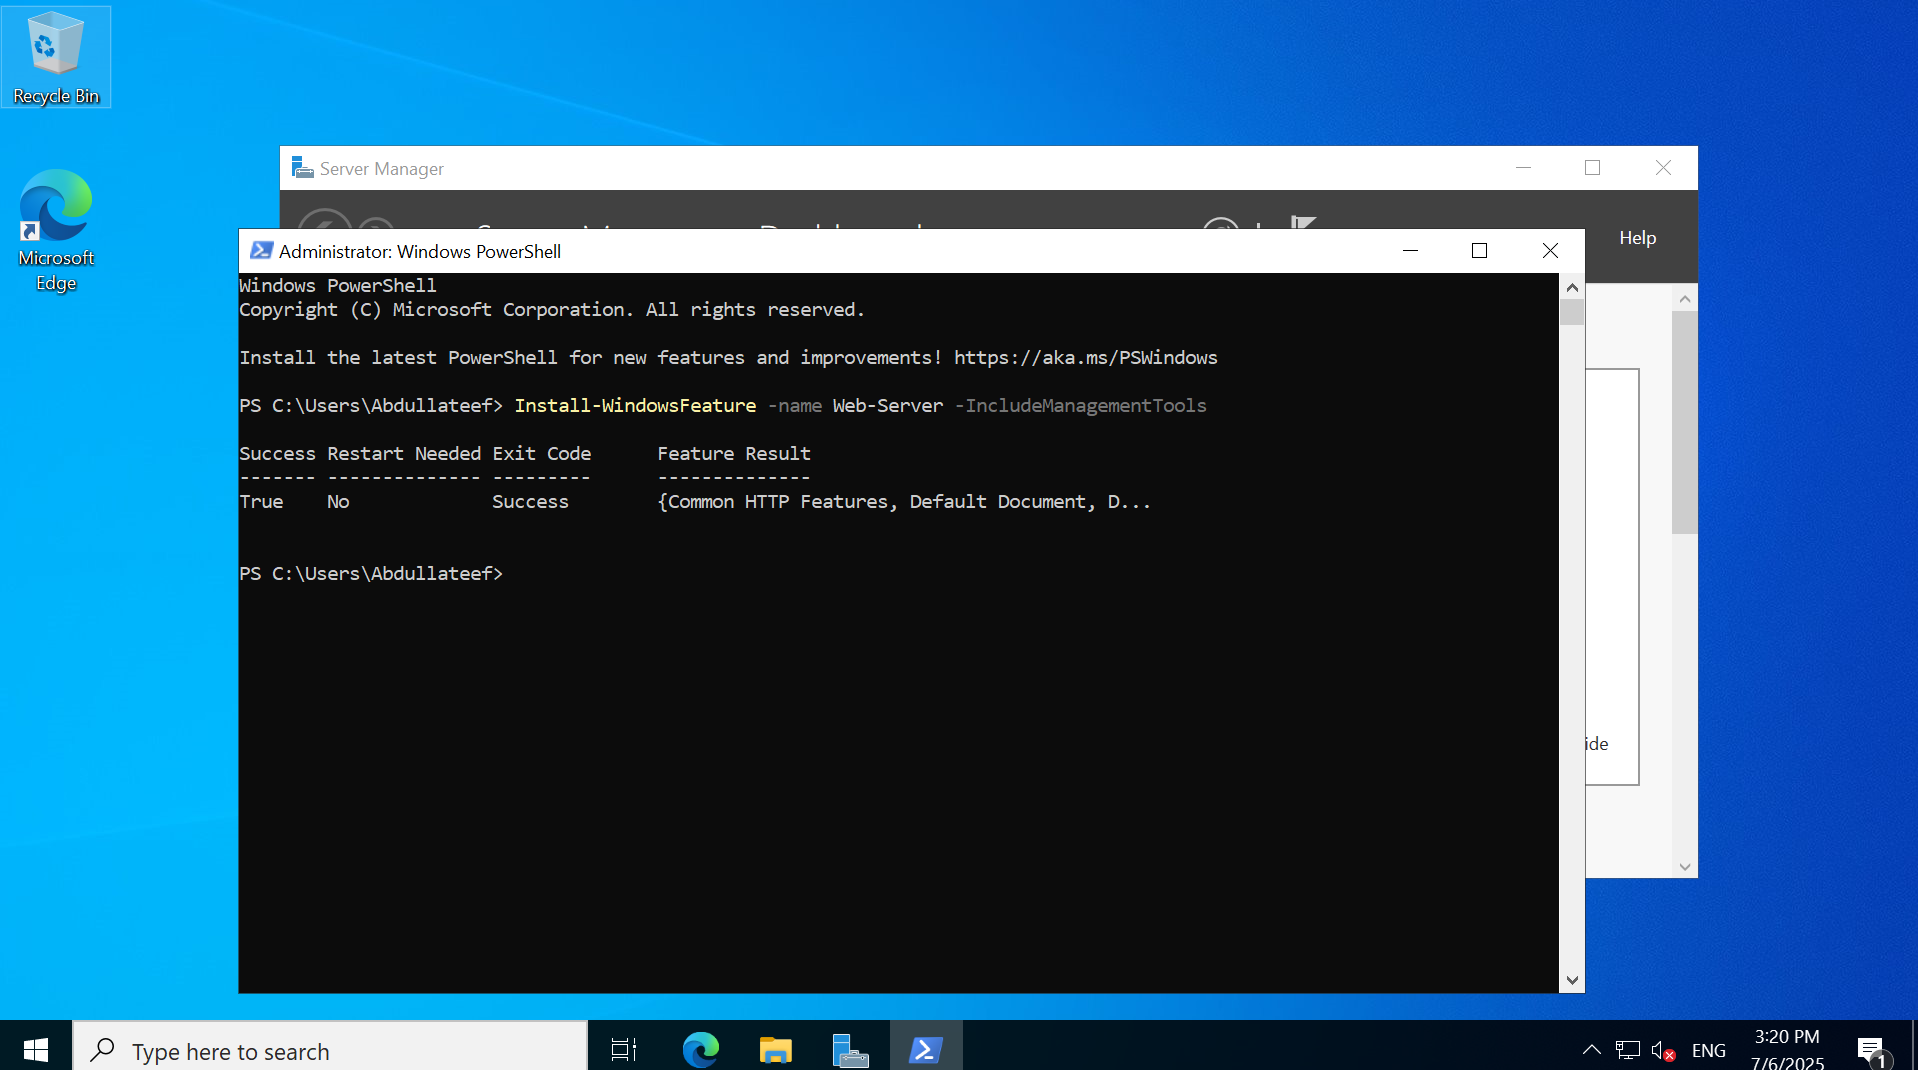 Recycle Bin
Microsoft
Edge
Server Manager
Help
Administrator: Windows PowerShell
Windows PowerShell
Copyright (C) Microsoft Corporation. All rights reserved.
Install the latest PowerShell for new features and improvements! https://aka.ms/PSWindows
PS C:\Users\Abdullateef> Install-WindowsFeature -name Web-Server -IncludeManagementTools
Success Restart Needed Exit Code      Feature Result
------- -------------- ---------      --------------
True    No             Success        {Common HTTP Features, Default Document, D...
PS C:\Users\Abdullateef>
ide
Type here to search
ENG
3:20 PM
7/6/2025
1